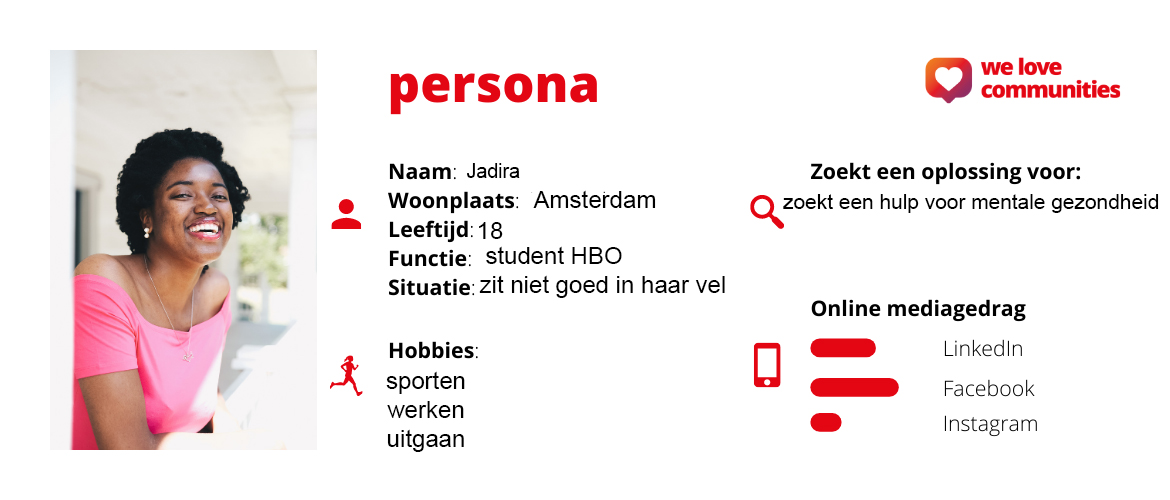 persona
we love
communities
Naam: Jadira
Woonplaats: Amsterdam
Leeftijd: 18
Functie: student HBO
Situatie: zit niet goed in haar vel
Hobbies:
sporten
werken
uitgaan
Zoekt een oplossing voor:
zoekt een hulp voor mentale gezondheid
Online mediagedrag
LinkedIn
Facebook
Instagram